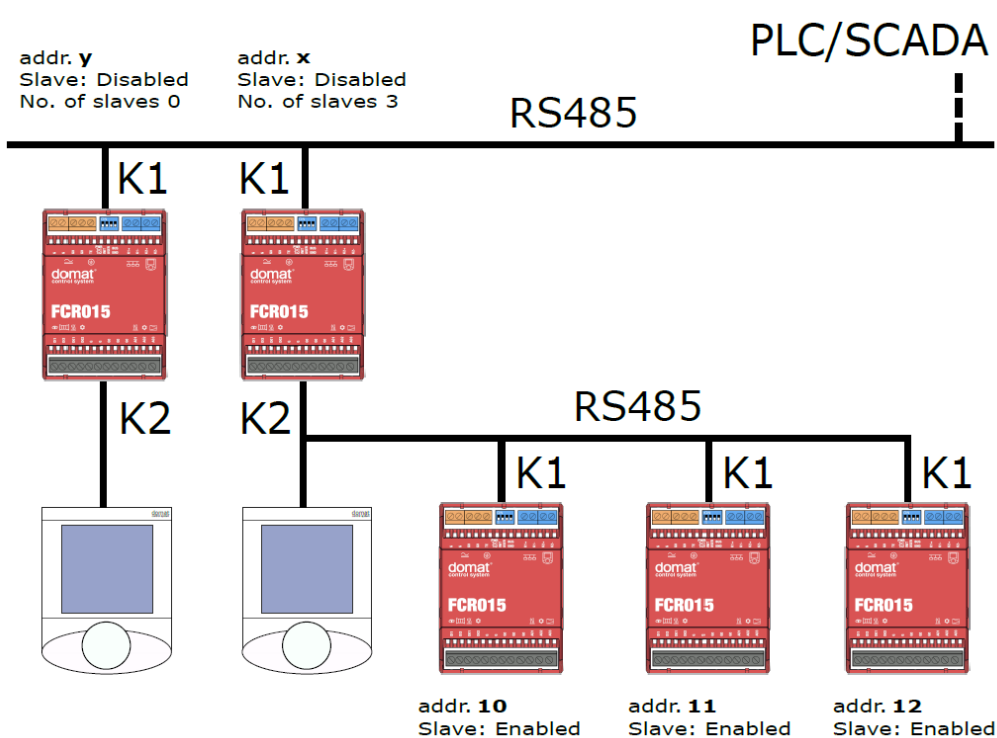 PLC/SCADA
addr. y
Slave: Disabled
No. of slaves 0
addr. x
Slave: Disabled
No. of slaves 3
RS485
K1
K1
domat
control system
FCR015
domat
control system
FCR015
K2
K2
RS485
K1
K1
K1
domat
domat
domat
control system
FCR015
domat
control system
FCR015
domat
control system
FCR015
addr. 10
Slave: Enabled
addr. 11
Slave: Enabled
addr. 12
Slave: Enabled